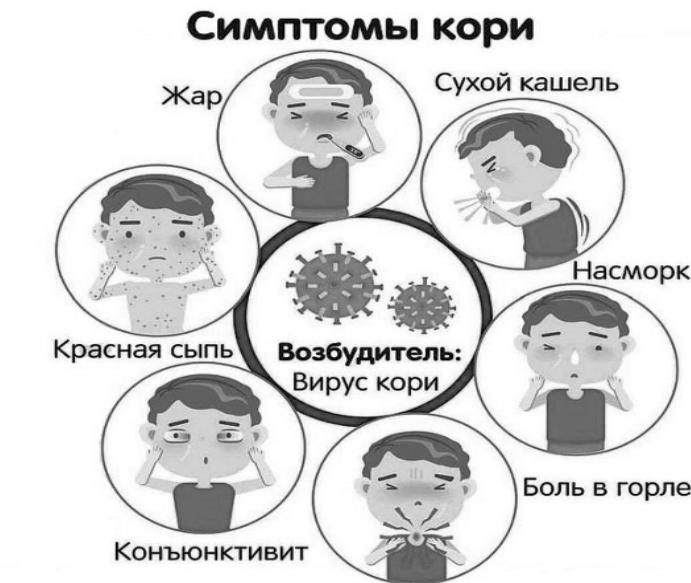 Симптомы кори
Жар
Сухой кашель
Насморк
Красная сыпь
Возбудитель:
Вирус кори
Боль в горле
Конъюнктивит